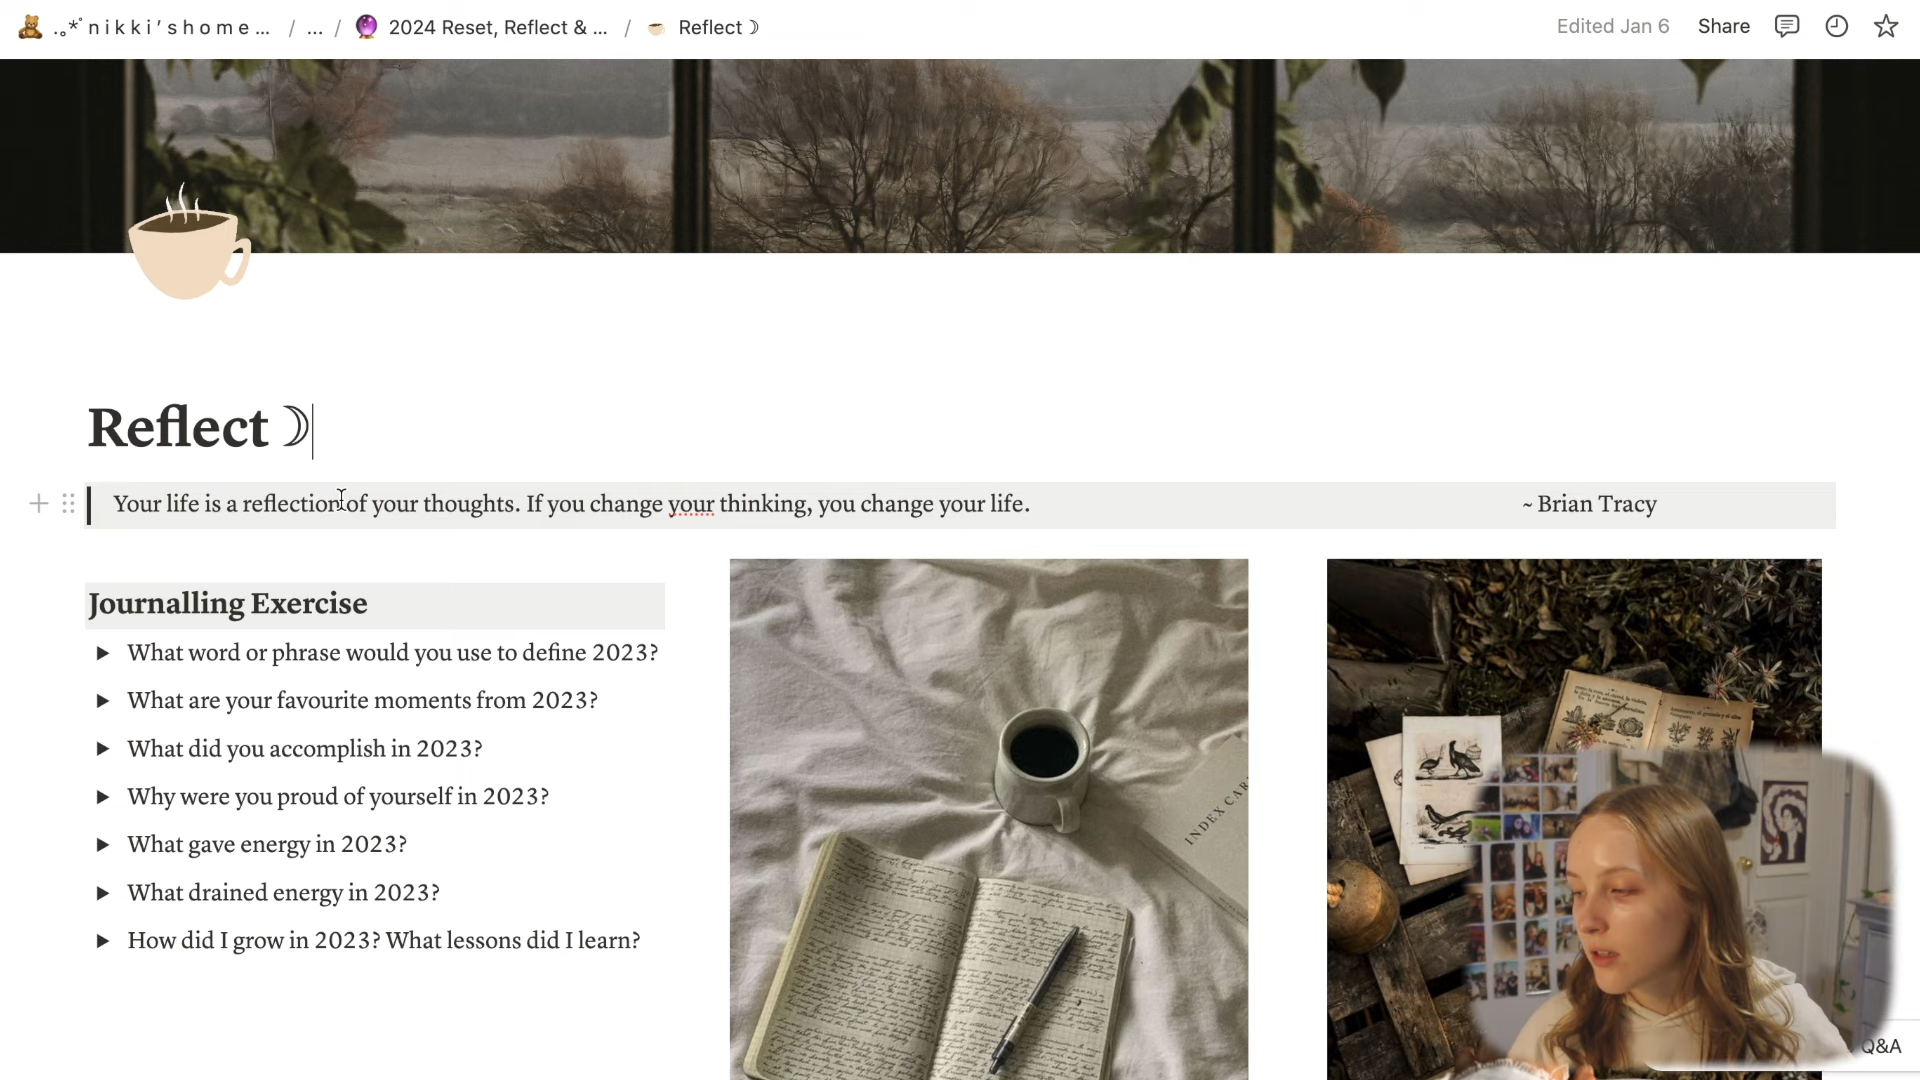 .｡*ﾟn i k k i ' s h o m e ... / ... / 2024 Reset, Reflect & ... / Reflect☽
Edited Jan 6 Share
Reflect☽
Your life is a reflection of your thoughts. If you change your thinking, you change your life. ~ Brian Tracy
Journalling Exercise
What word or phrase would you use to define 2023?
What are your favourite moments from 2023?
What did you accomplish in 2023?
Why were you proud of yourself in 2023?
What gave energy in 2023?
What drained energy in 2023?
How did I grow in 2023? What lessons did I learn?
INDEX CAR
Q&A